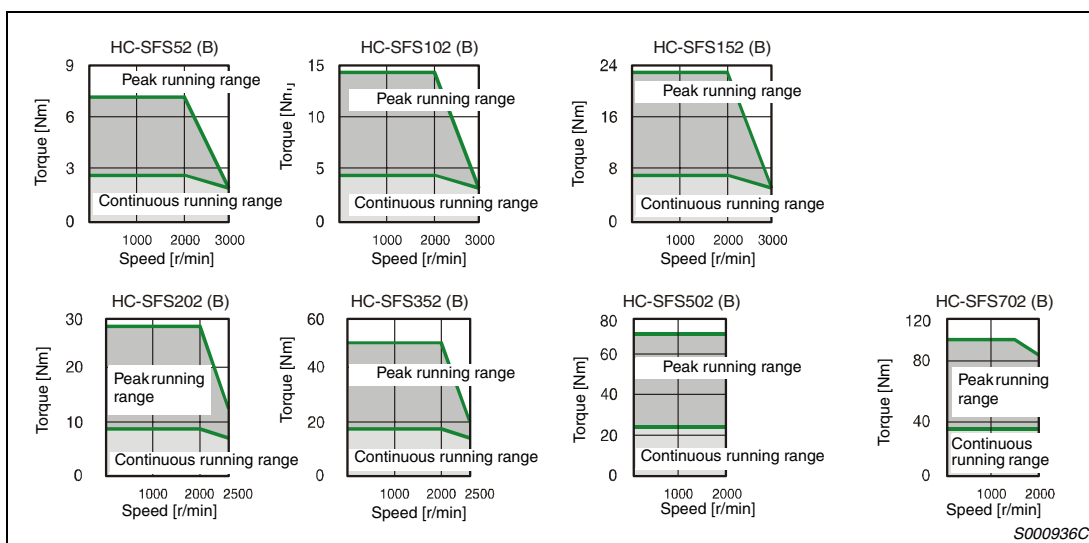 HC-SFS52 (B)
9
6
3
0
Torque [Nm]
Peak running range
Continuous running range
1000 2000 3000
Speed [r/min]
HC-SFS102 (B)
15
10
5
0
Peak running range
Continuous running range
1000 2000 3000
Speed [r/min]
HC-SFS152 (B)
24
16
8
0
Torque [Nm]
Peak running range
Continuous running range
1000 2000 3000
Speed [r/min]
HC-SFS202 (B)
30
20
10
0
Torque [Nm]
Peak running
range
Continuous running range
1000 2000 2500
Speed [r/min]
HC-SFS352 (B)
60
40
20
0
Torque [Nm]
Peak running range
Continuous running range
1000 2000 2500
Speed [r/min]
HC-SFS502 (B)
80
60
40
20
0
Torque [Nm]
Peak running range
Continuous running range
1000 2000
Speed [r/min]
HC-SFS702 (B)
120
80
40
0
Torque [Nm]
Peak running
range
Continuous
running range
1000 2000
Speed [r/min]
S000936C